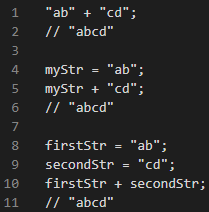 1 "ab" + "cd";
2 // "abcd"
3
4 myStr = "ab";
5 myStr + "cd";
6 // "abcd"
7
8 firstStr = "ab";
9 secondStr = "cd";
10 firstStr + secondStr;
11 // "abcd"